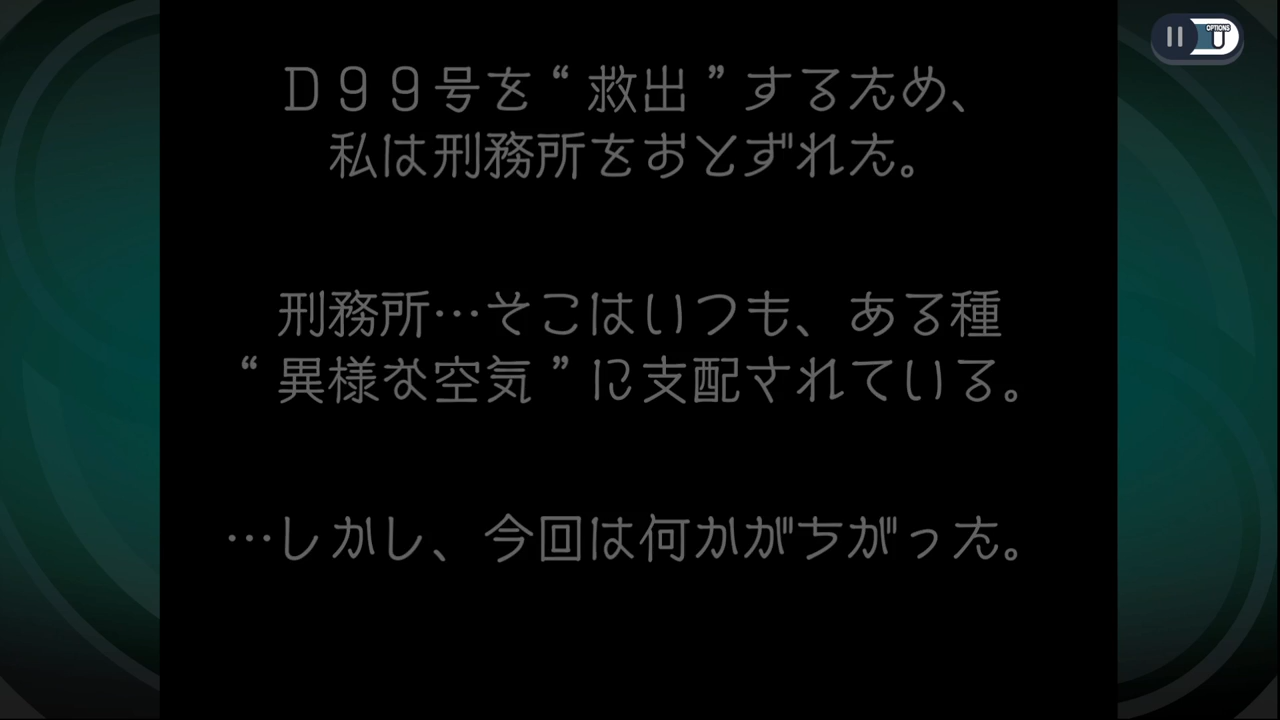 D99号を“救出”するため、
私は刑務所をおとずれた。
刑務所…そこはいつも、ある種
“異様な空気”に支配されている。
…しかし、今回は何かがちがった。
OPTIONS